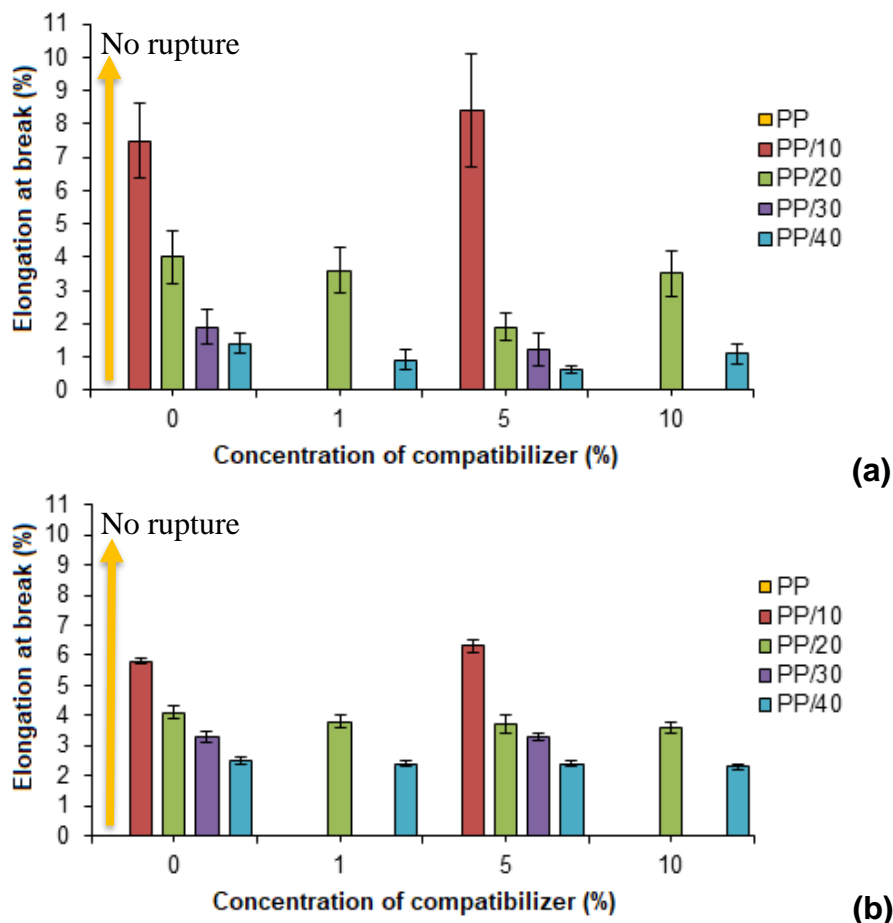 Elongation at break (%)
11
10
9
8
7
6
5
4
3
2
1
0
No rupture
PP
PP/10
PP/20
PP/30
PP/40
0 1 5 10
Concentration of compatibilizer (%)
(a)
Elongation at break (%)
11
10
9
8
7
6
5
4
3
2
1
0
No rupture
PP
PP/10
PP/20
PP/30
PP/40
0 1 5 10
Concentration of compatibilizer (%)
(b)